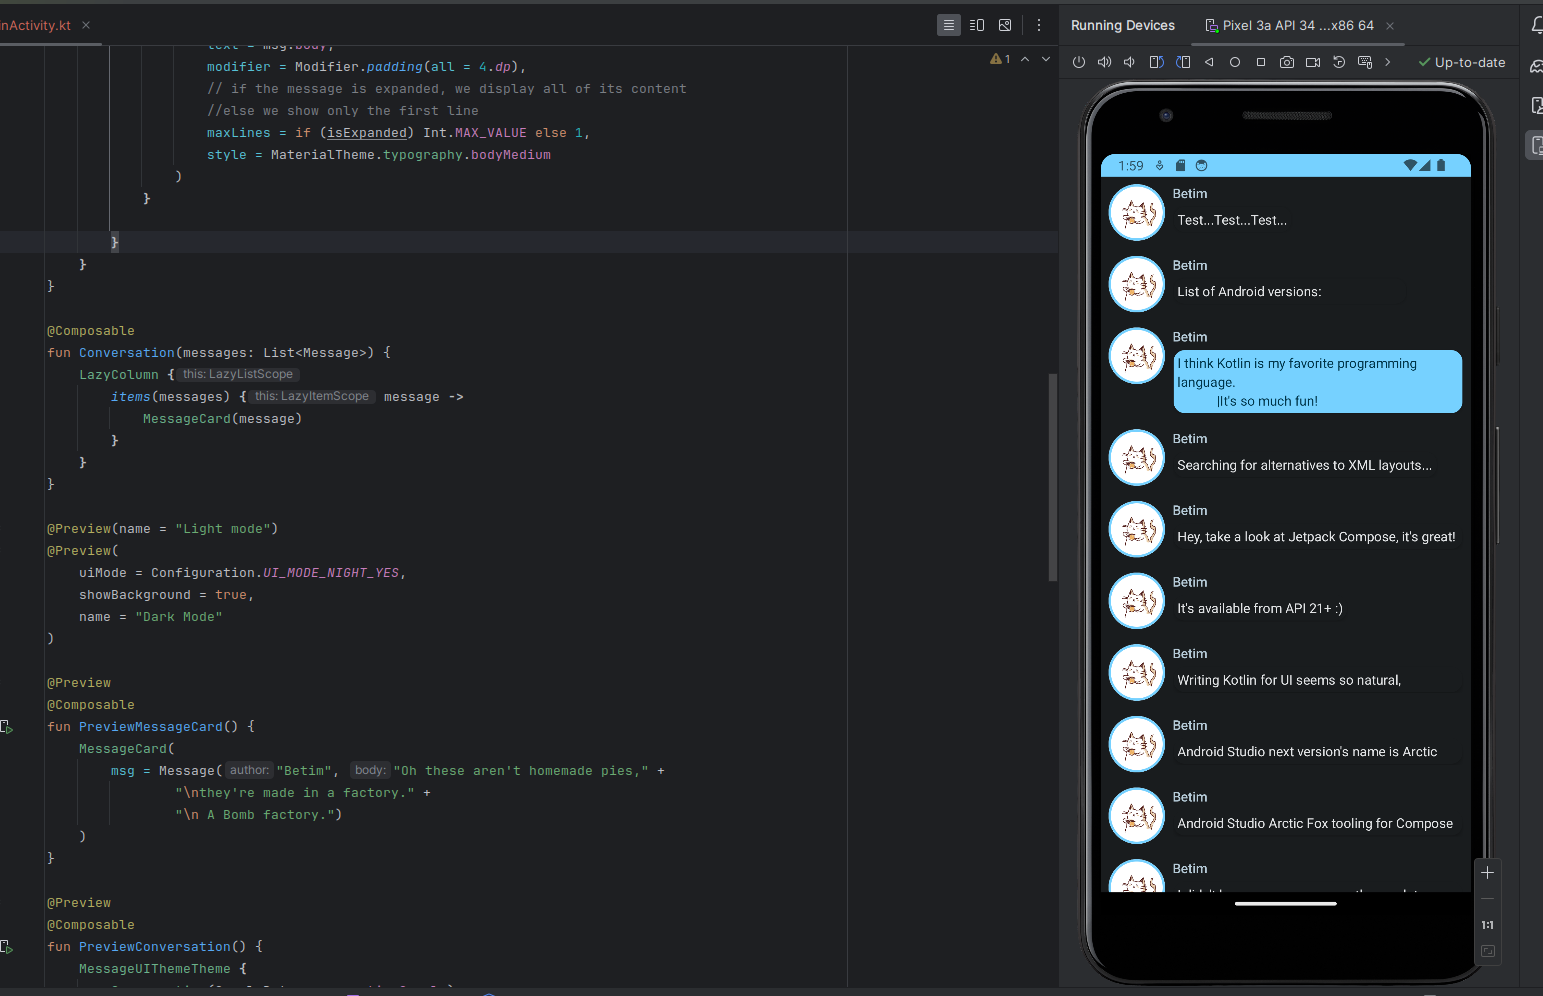 inActivity.kt
Running Devices
Pixel 3a API 34 ...x86 64
1
Up-to-date
text = msg.body,
modifier = Modifier.padding(all = 4.dp),
// if the message is expanded, we display all of its content
//else we show only the first line
maxLines = if (isExpanded) Int.MAX_VALUE else 1,
style = MaterialTheme.typography.bodyMedium
)
}
}
}
}
@Composable
fun Conversation(messages: List<Message>) {
LazyColumn { this: LazyListScope
items(messages) { this: LazyItemScope message ->
MessageCard(message)
}
}
}
@Preview(name = "Light mode")
@Preview(
uiMode = Configuration.UI_MODE_NIGHT_YES,
showBackground = true,
name = "Dark Mode"
)
@Preview
@Composable
fun PreviewMessageCard() {
MessageCard(
msg = Message( author: "Betim", body: "Oh these aren't homemade pies," +
"\nthey're made in a factory." +
"\n A Bomb factory.")
)
}
@Preview
@Composable
fun PreviewConversation() {
MessageUIThemeTheme {
1:59
Betim
Test...Test...Test...
Betim
List of Android versions:
Betim
I think Kotlin is my favorite programming
language.
|It's so much fun!
Betim
Searching for alternatives to XML layouts...
Betim
Hey, take a look at Jetpack Compose, it's great!
Betim
It's available from API 21+ :)
Betim
Writing Kotlin for UI seems so natural,
Betim
Android Studio next version's name is Arctic
Betim
Android Studio Arctic Fox tooling for Compose
Betim
1:1